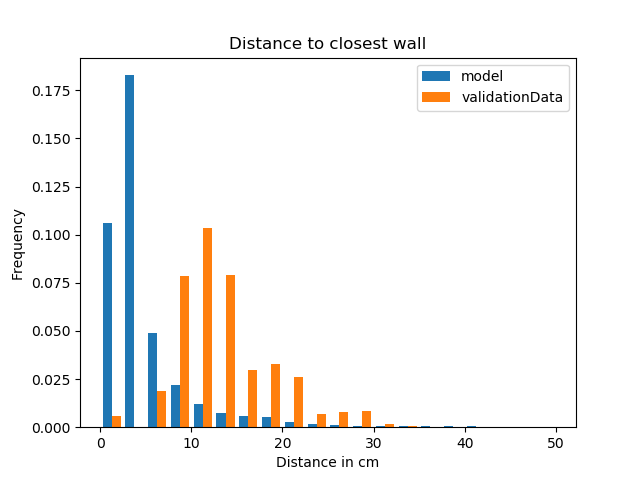 Distance to closest wall
model
validationData
Frequency
0.175
0.150
0.125
0.100
0.075
0.050
0.025
0.000
0 10 20 30 40 50
Distance in cm